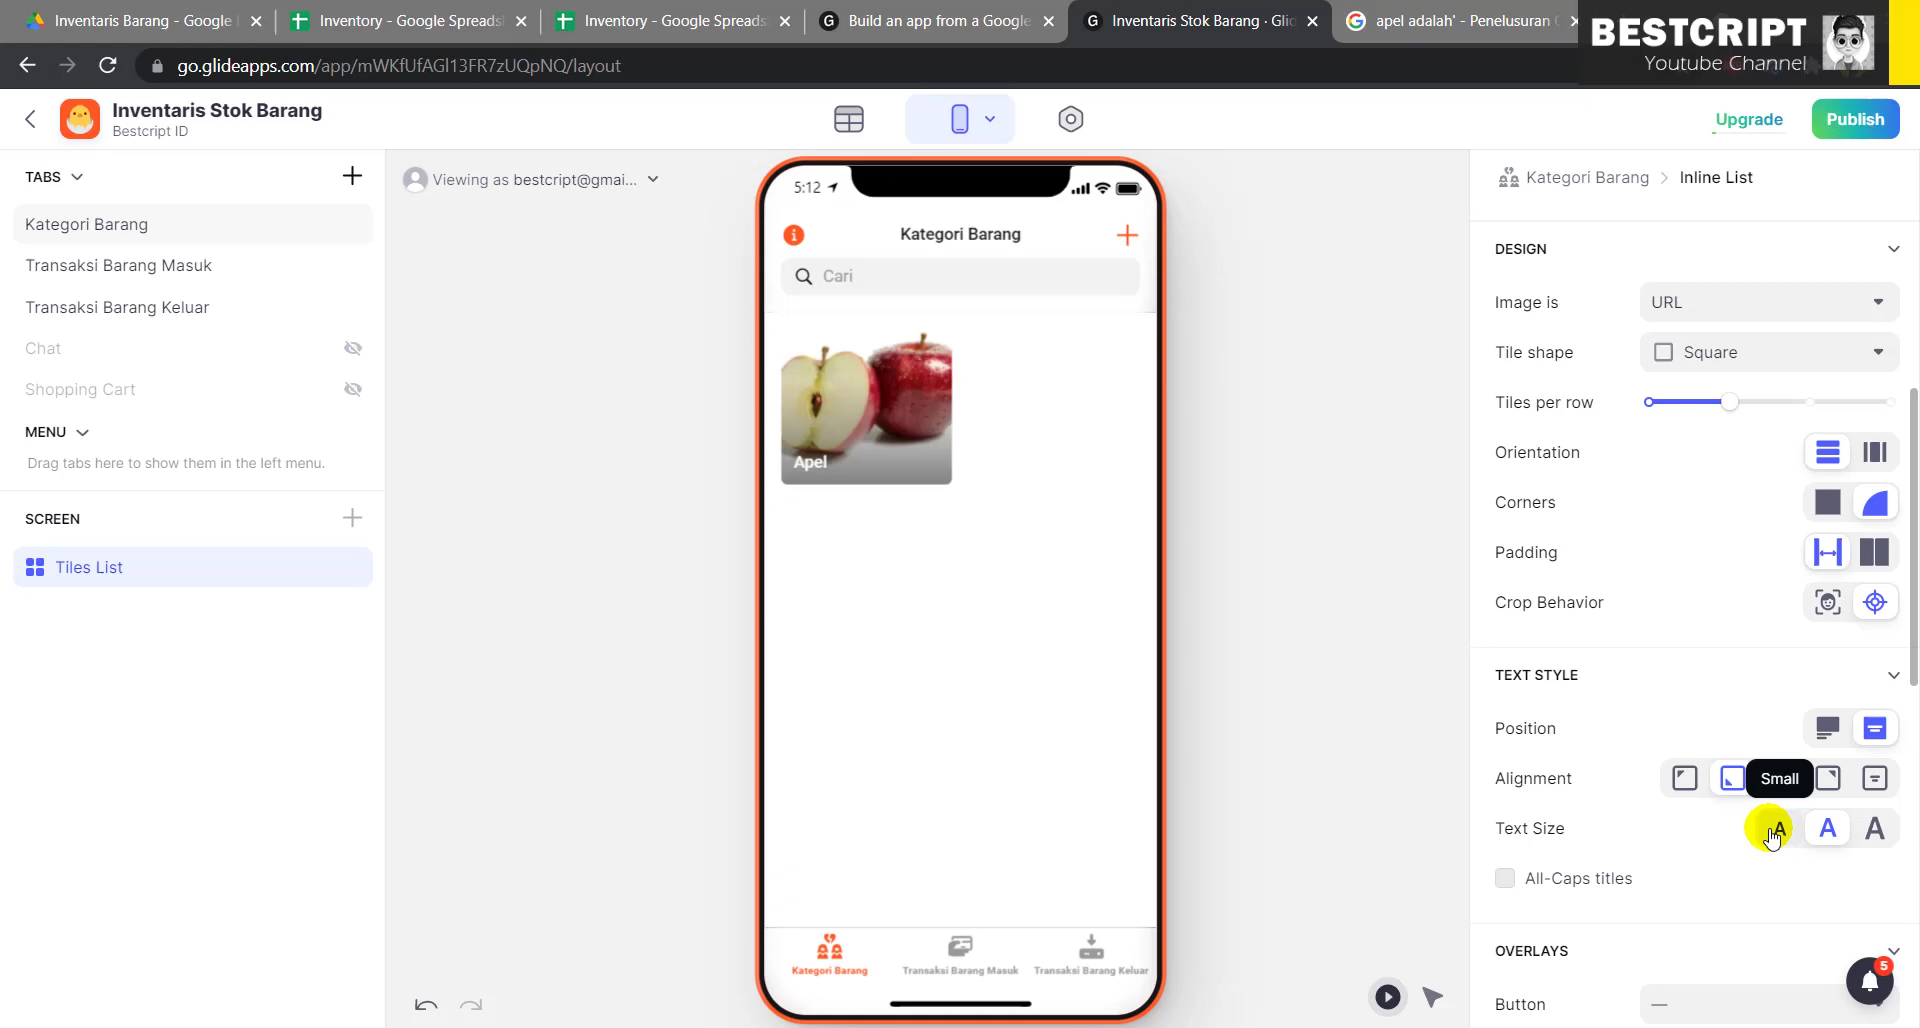 Inventaris Barang - Google
Inventory - Google Spreads
Inventory - Google Spreads
Build an app from a Google
Inventaris Stok Barang · Glid
apel adalah' - Penelusuran
BESTCRIPT
Youtube Channel
go.glideapps.com/app/mWKfUfAGl13FR7zUQpNQ/layout
Inventaris Stok Barang
Bestcript ID
Upgrade
Publish
TABS
Kategori Barang
Transaksi Barang Masuk
Transaksi Barang Keluar
Chat
Shopping Cart
MENU
Drag tabs here to show them in the left menu.
SCREEN
Tiles List
Viewing as bestcript@gmai...
5:12
Kategori Barang
Cari
Apel
Kategori Barang
Transaksi Barang Masuk
Transaksi Barang Keluar
Kategori Barang > Inline List
DESIGN
Image is
URL
Tile shape
Square
Tiles per row
Orientation
Corners
Padding
Crop Behavior
TEXT STYLE
Position
Alignment
Small
Text Size
A A A
All-Caps titles
OVERLAYS
5
Button
—